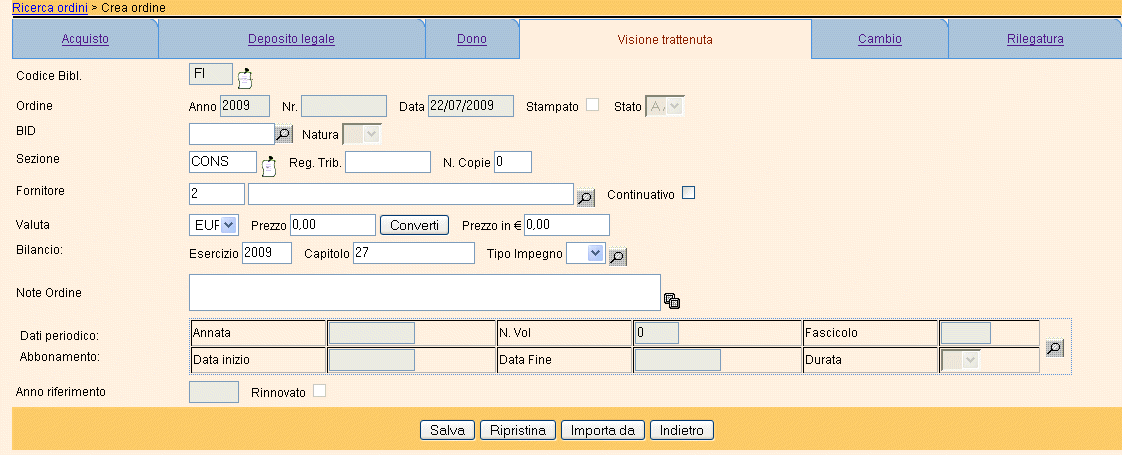 Ricerca ordini > Crea ordine
Acquisto Deposito legale Dono Visione trattenuta Cambio Rilegatura
Codice Bibl. FI
Ordine Anno 2009 Nr. Data 22/07/2009 Stampato Stato A
BID Natura
Sezione CONS Reg. Trib. N. Copie 0
Fornitore 2 Continuativo
Valuta EUR Prezzo 0,00 Converti Prezzo in € 0,00
Bilancio: Esercizio 2009 Capitolo 27 Tipo Impegno
Note Ordine
Dati periodico: Annata N. Vol 0 Fascicolo
Abbonamento: Data inizio Data Fine Durata
Anno riferimento Rinnovato
Salva Ripristina Importa da Indietro